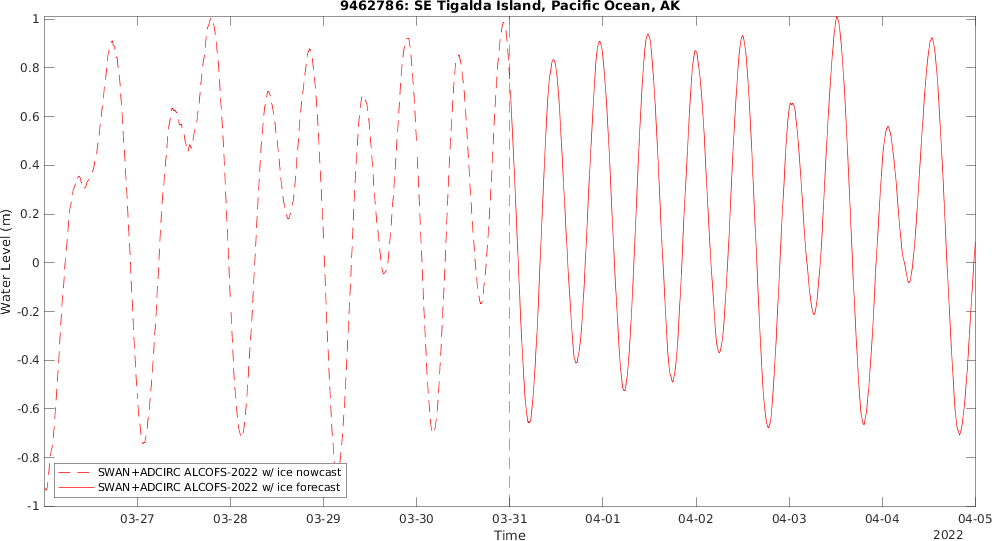 9462786: SE Tigalda Island, Pacific Ocean, AK
1
0.8
0.6
0.4
0.2
0
-0.2
-0.4
-0.6
-0.8
-1
Water Level (m)
SWAN+ADCIRC ALCOFS-2022 w/ ice nowcast
SWAN+ADCIRC ALCOFS-2022 w/ ice forecast
03-27 03-28 03-29 03-30 03-31 04-01 04-02 04-03 04-04 04-05
Time
2022